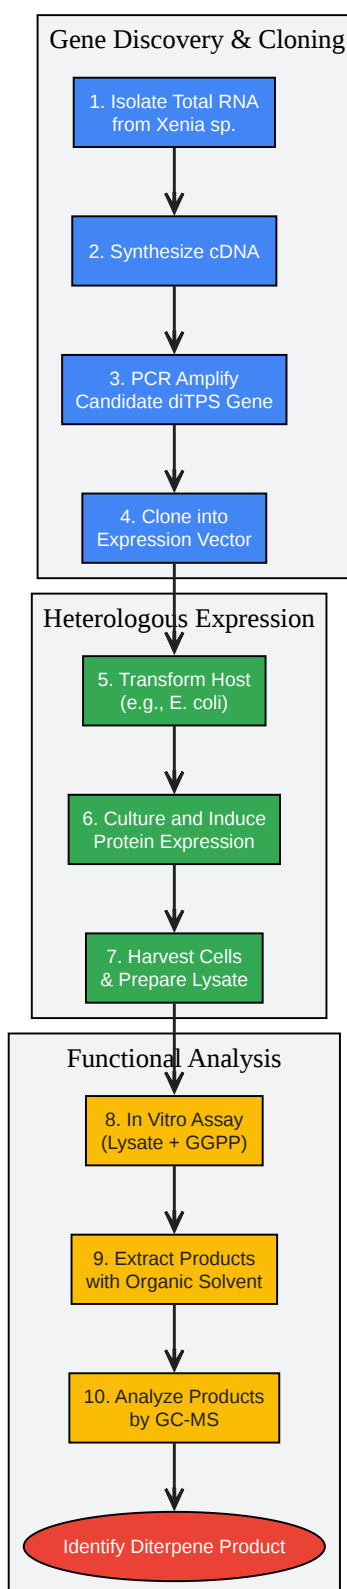 Gene Discovery & Cloning
1. Isolate Total RNA
from Xenia sp.
2. Synthesize cDNA
3. PCR Amplify
Candidate diTPS Gene
4. Clone into
Expression Vector
Heterologous Expression
5. Transform Host
(e.g., E. coli)
6. Culture and Induce
Protein Expression
7. Harvest Cells
& Prepare Lysate
Functional Analysis
8. In Vitro Assay
(Lysate + GGPP)
9. Extract Products
with Organic Solvent
10. Analyze Products
by GC-MS
Identify Diterpene Product